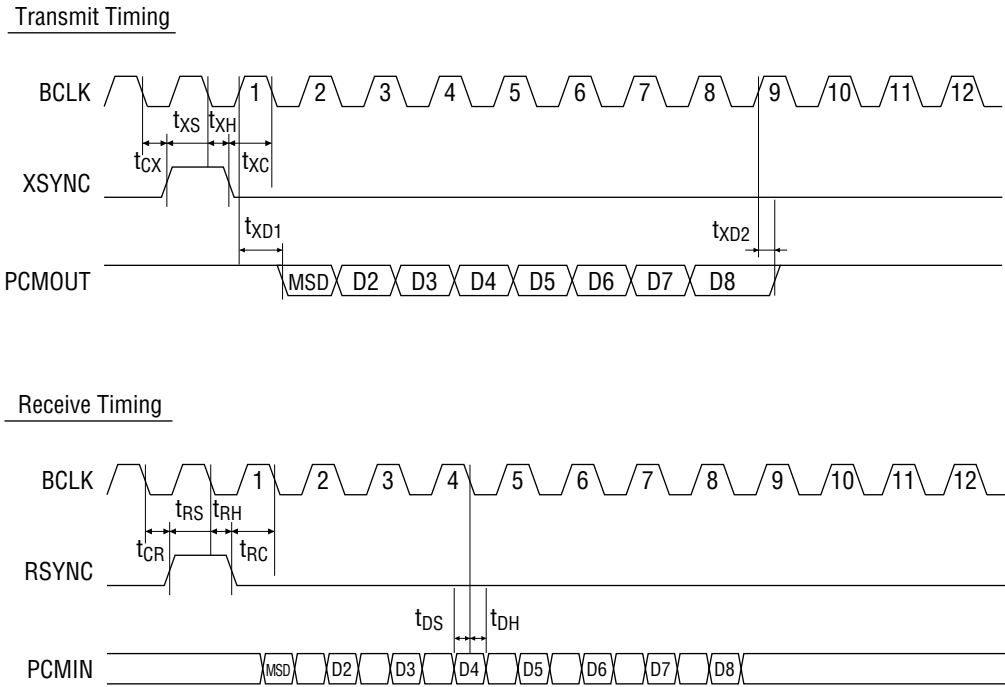 Transmit Timing
BCLK 1 2 3 4 5 6 7 8 9 10 11 12
tXS tXH
tCX tXC
XSYNC
tXD1 tXD2
PCMOUT MSD D2 D3 D4 D5 D6 D7 D8
Receive Timing
BCLK 1 2 3 4 5 6 7 8 9 10 11 12
tRS tRH
tCR tRC
RSYNC
tDS tDH
PCMIN MSD D2 D3 D4 D5 D6 D7 D8